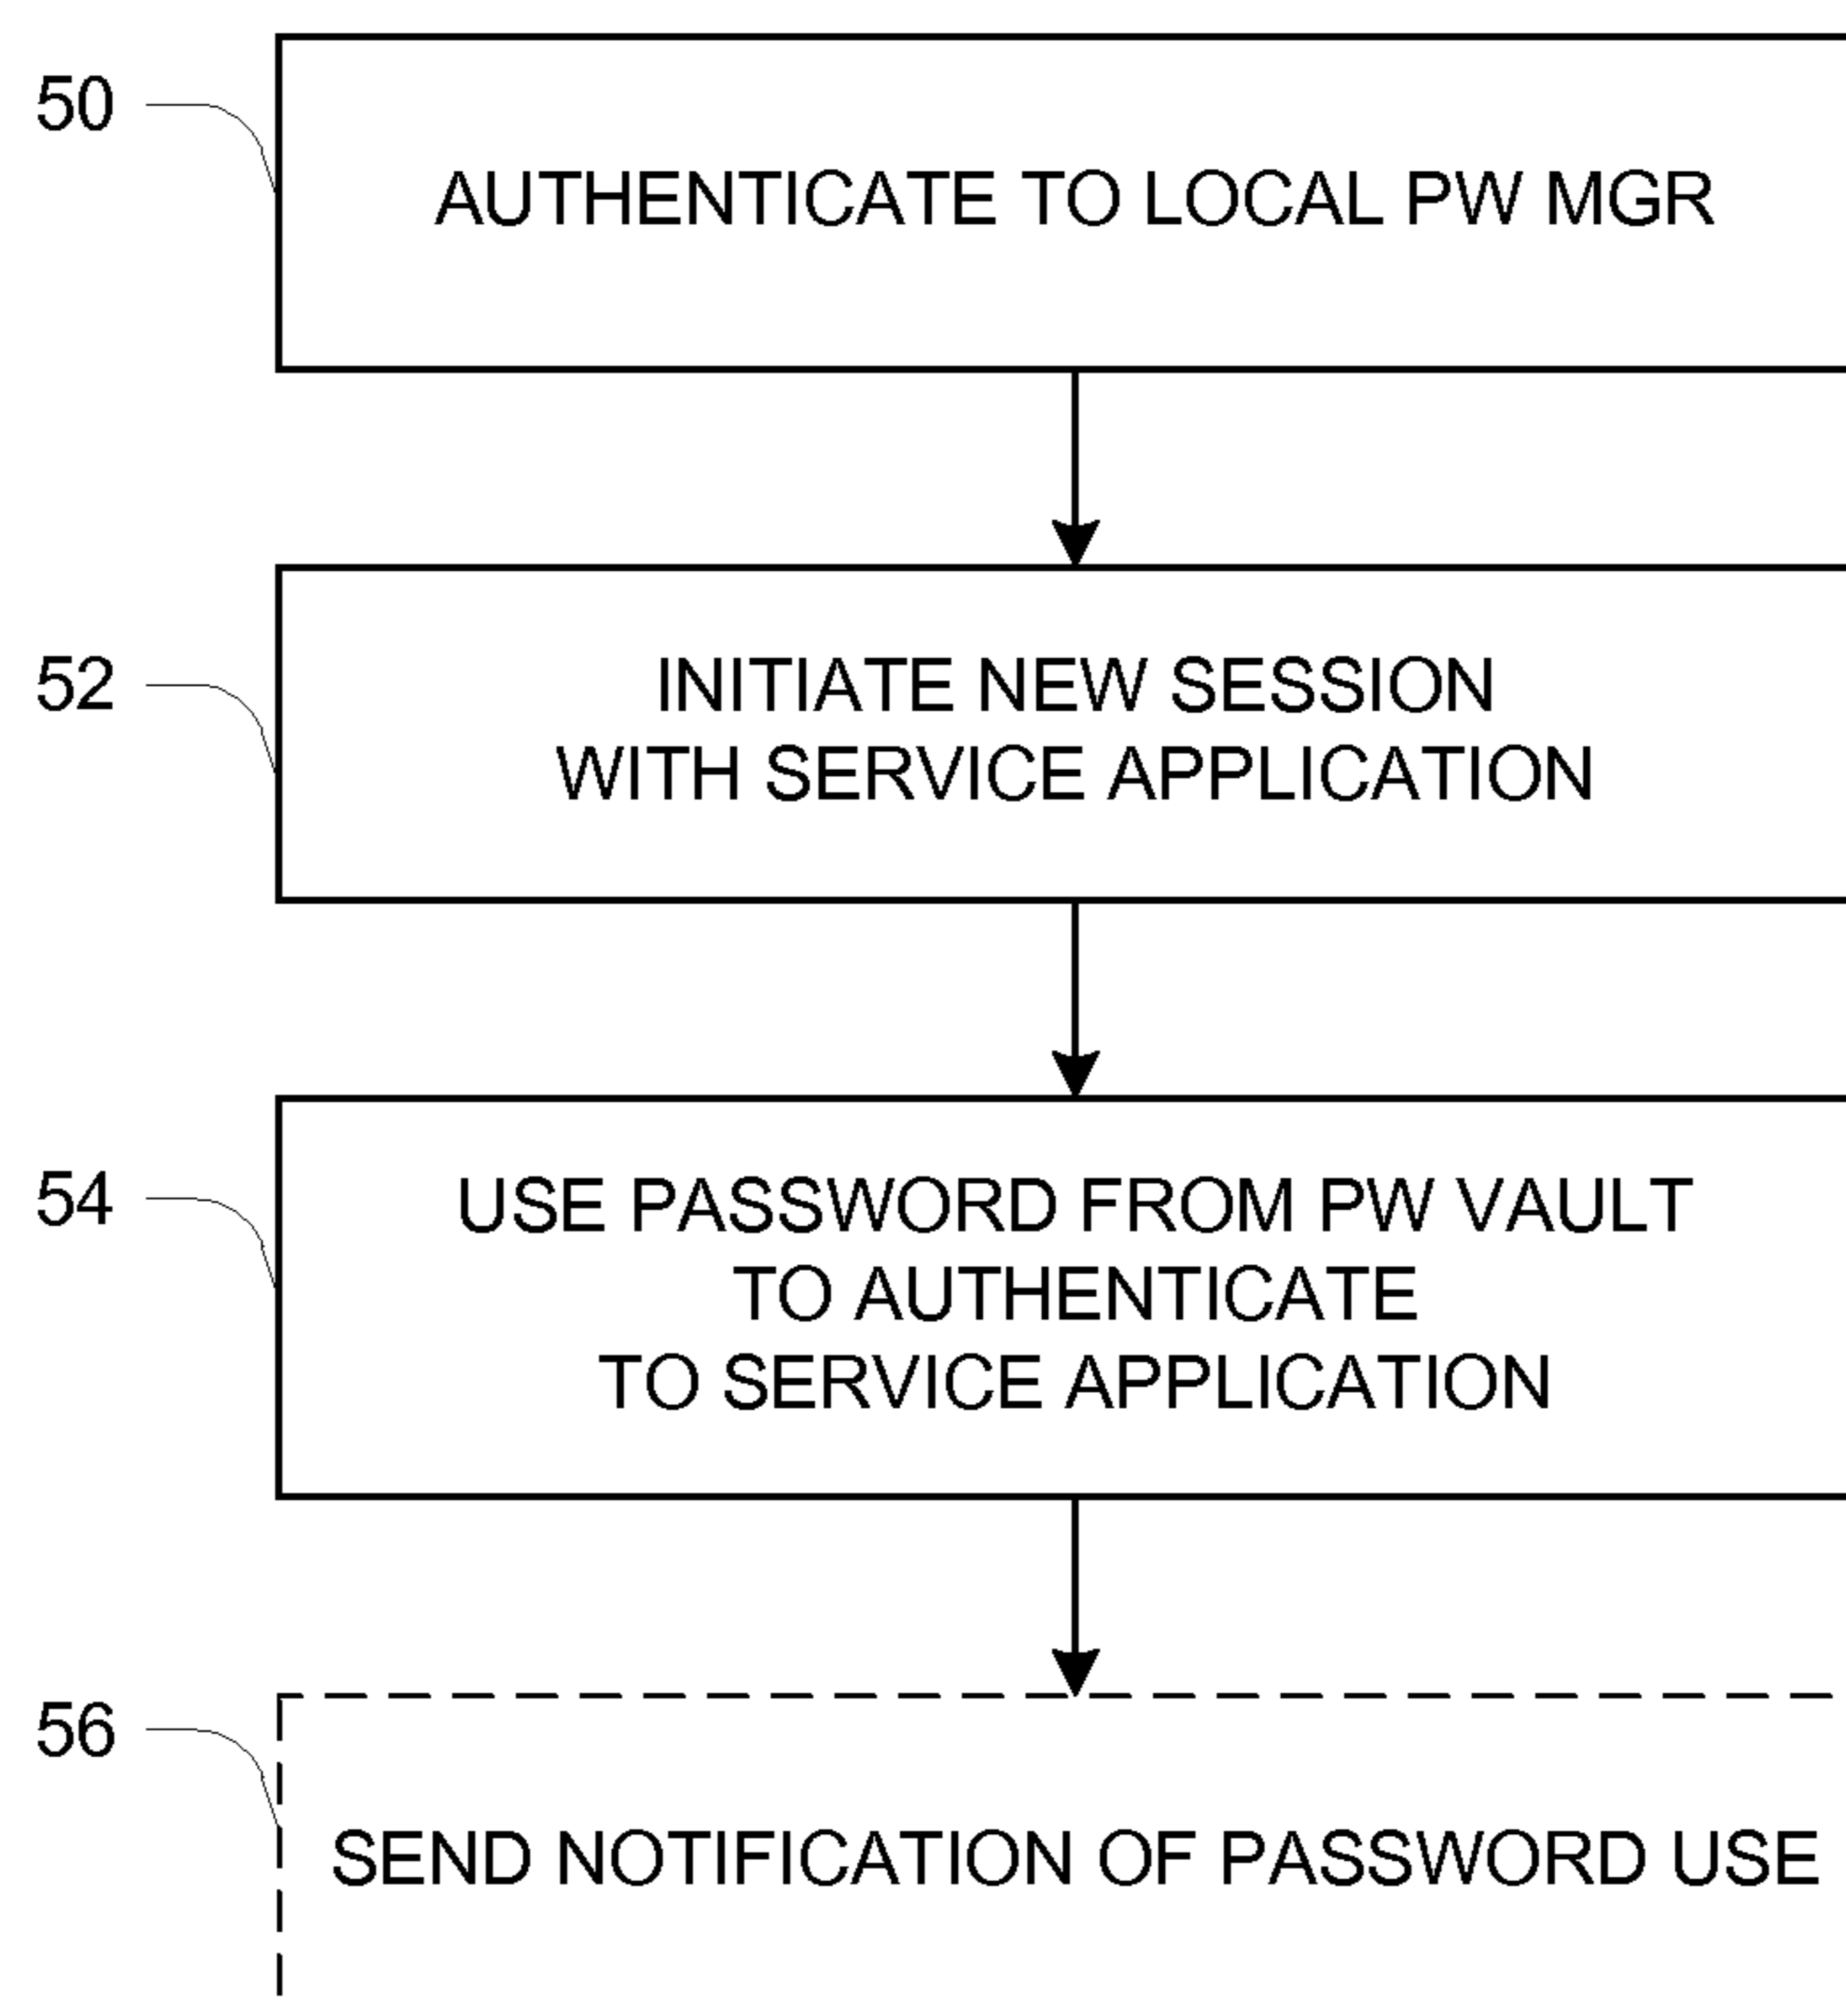 50
AUTHENTICATE TO LOCAL PW MGR
52
INITIATE NEW SESSION
WITH SERVICE APPLICATION
54
USE PASSWORD FROM PW VAULT
TO AUTHENTICATE
TO SERVICE APPLICATION
56
SEND NOTIFICATION OF PASSWORD USE